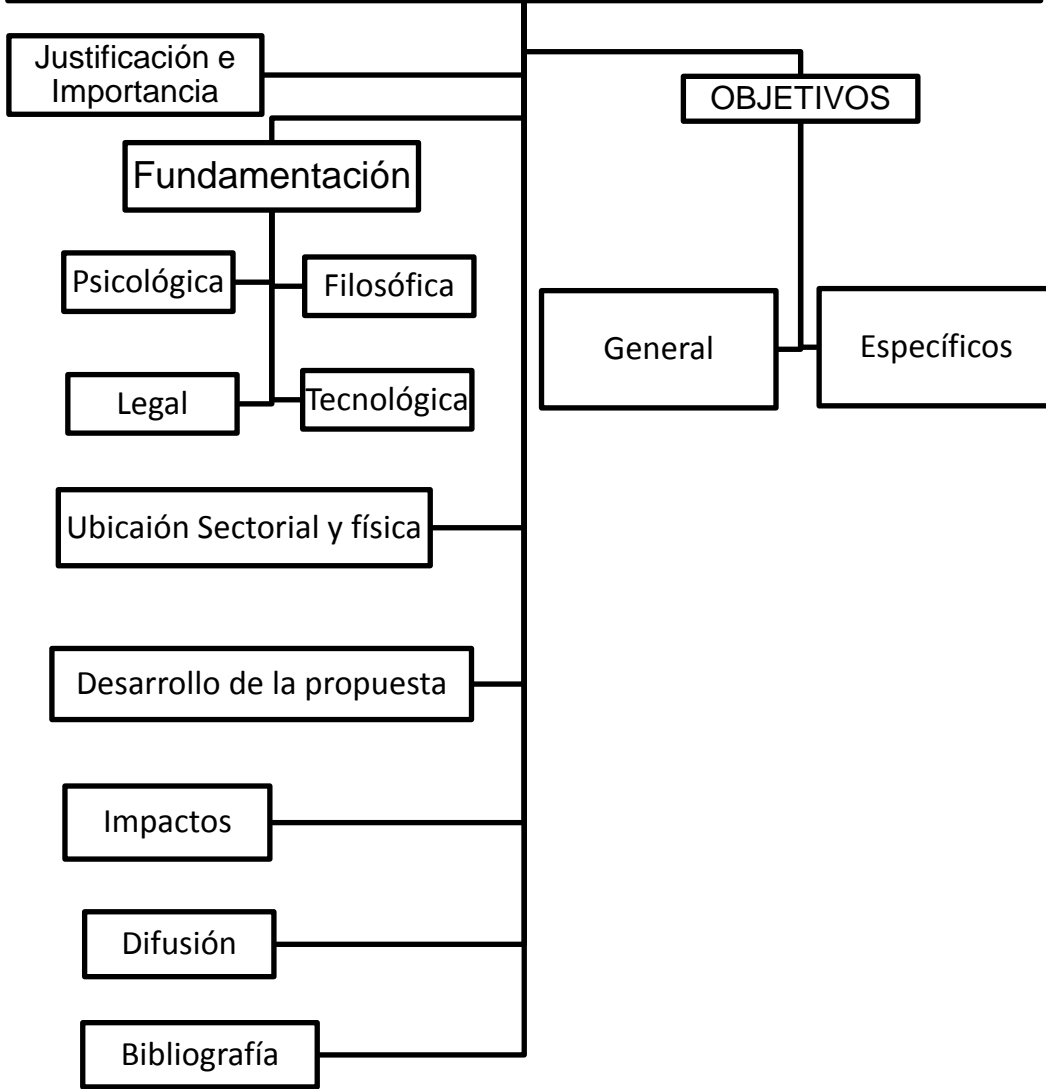 Justificación e
Importancia
OBJETIVOS
Fundamentación
Psicológica
Filosófica
General
Específicos
Legal
Tecnológica
Ubicaión Sectorial y física
Desarrollo de la propuesta
Impactos
Difusión
Bibliografía